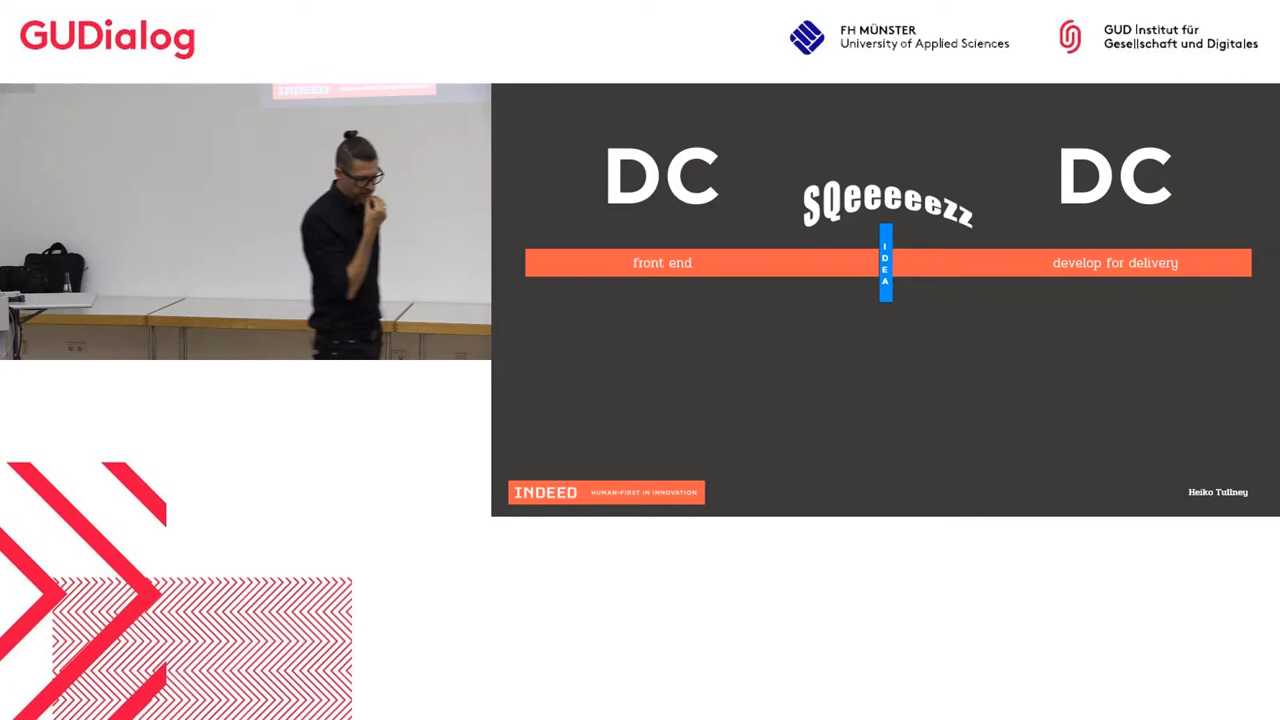 GUDialog
FH MÜNSTER
University of Applied Sciences
GUD Institut für
Gesellschaft und Digitales
INDEED
DC
SQeeeeezz
DC
front end
IDEA
develop for delivery
INDEED HUMAN-FIRST IN INNOVATION
Heiko Tullney